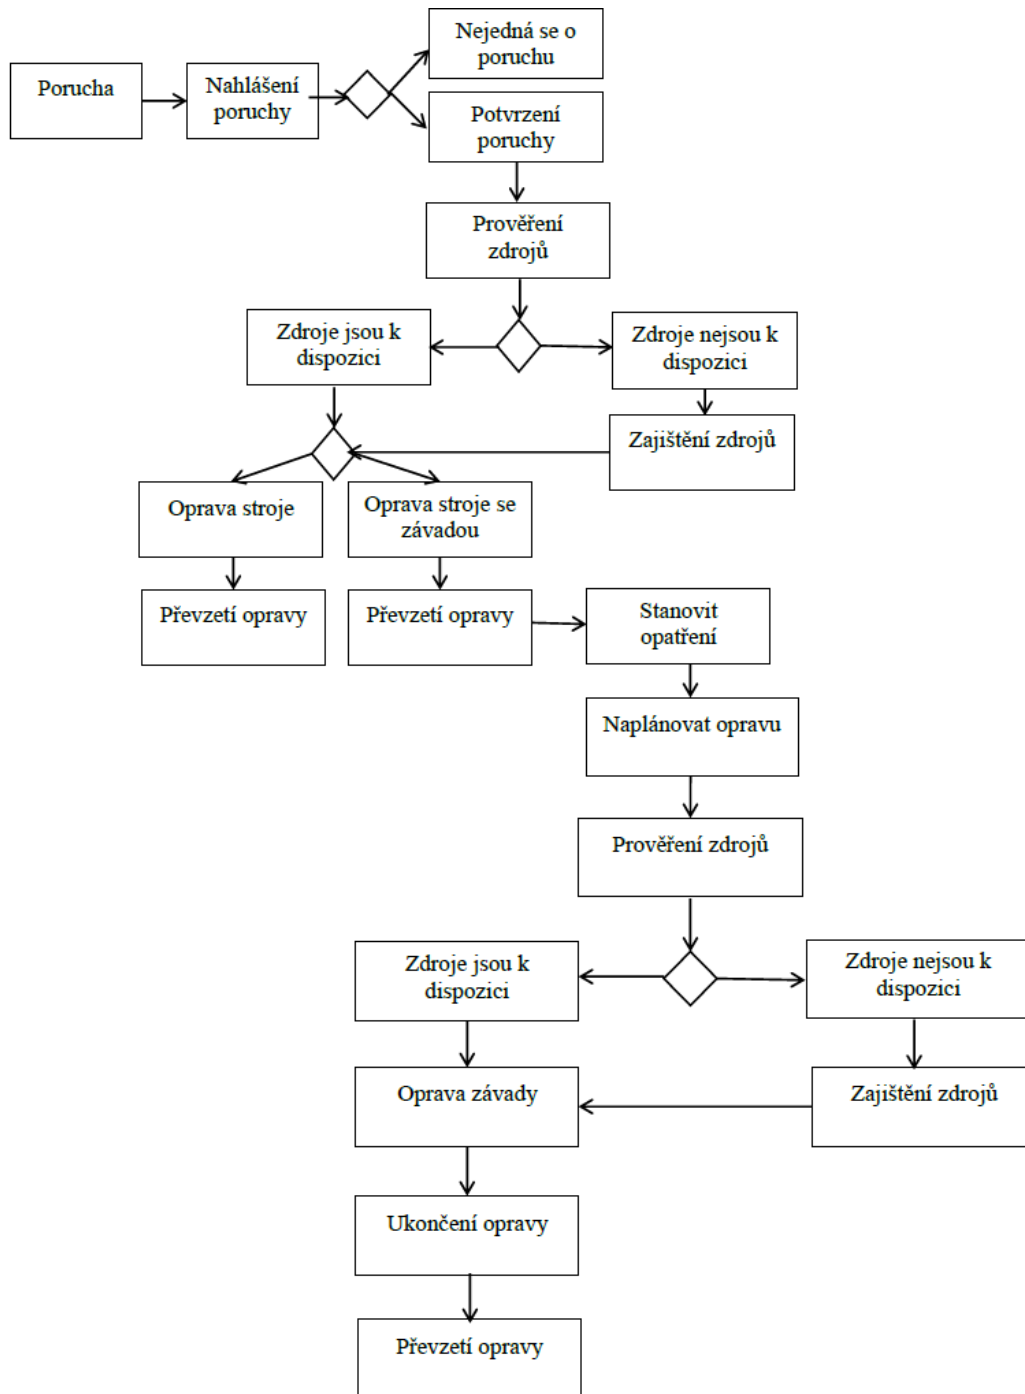 Nejedná se o
poruchu
Porucha
Nahlášení
poruchy
Potvrzení
poruchy
Prověření
zdrojů
Zdroje jsou k
dispozici
Zdroje nejsou k
dispozici
Zajištění zdrojů
Oprava stroje
Oprava stroje se
závadou
Převzetí opravy
Převzetí opravy
Stanovit
opatření
Naplánovat opravu
Prověření zdrojů
Zdroje jsou k
dispozici
Zdroje nejsou k
dispozici
Oprava závady
Zajištění zdrojů
Ukončení opravy
Převzetí opravy